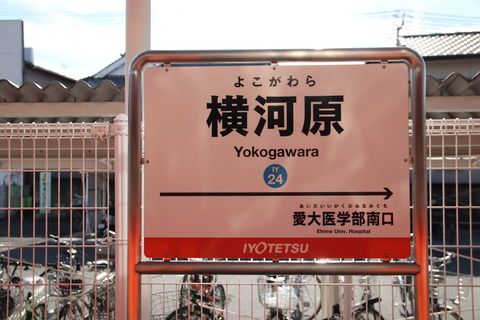 よこがわら
横河原
Yokogawara
IY
24
あいだいいがくぶみなみぐち
愛大医学部南口
Ehime Univ. Hospital
IYOTETSU